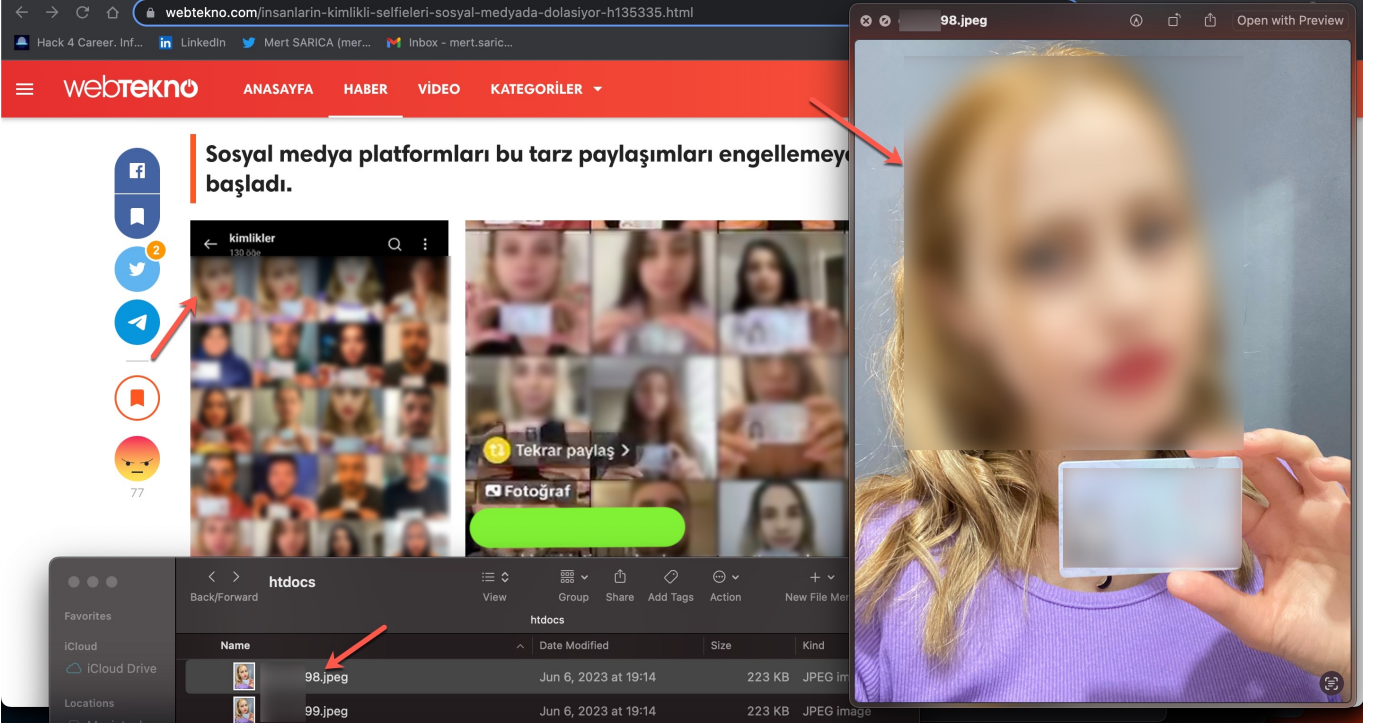 webtekno.com/insanlarin-kimlikli-selfieleri-sosyal-medyada-dolasiyor-h135335.html
Hack 4 Career. Inf...
in LinkedIn
Mert SARICA (mer...
Inbox - mert.saric...
98.jpeg
Open with Preview
webtekno
ANASAYFA
HABER
VİDEO
KATEGORİLER
Sosyal medya platformları bu tarz paylaşımları engellemeye
başladı.
2
77
kimlikler
130 öğe
Tekrar paylaş >
Fotoğraf
htdocs
Back/Forward
View
Group
Share
Add Tags
Action
New File Men
htdocs
Favorites
iCloud
iCloud Drive
Locations
Name
Date Modified
Size
Kind
98.jpeg
Jun 6, 2023 at 19:14
223 KB
JPEG im
99.jpeg
Jun 6, 2023 at 19:14
223 KB
JPEG image